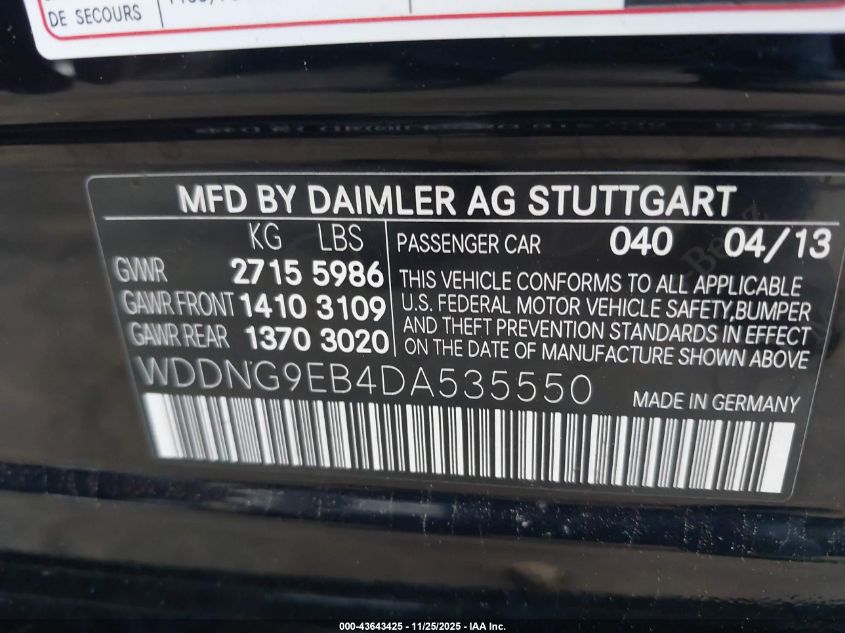 DE SECOURS
MFD BY DAIMLER AG STUTTGART
KG LBS
PASSENGER CAR 040 04/13
GVWR 2715 5986
GAWR FRONT 1410 3109
GAWR REAR 1370 3020
THIS VEHICLE CONFORMS TO ALL APPLICABLE
U.S. FEDERAL MOTOR VEHICLE SAFETY,BUMPER
AND THEFT PREVENTION STANDARDS IN EFFECT
ON THE DATE OF MANUFACTURE SHOWN ABOVE
WDDNG9EB4DA535550
MADE IN GERMANY
000-43643425 - 11/25/2025 - IAA Inc.